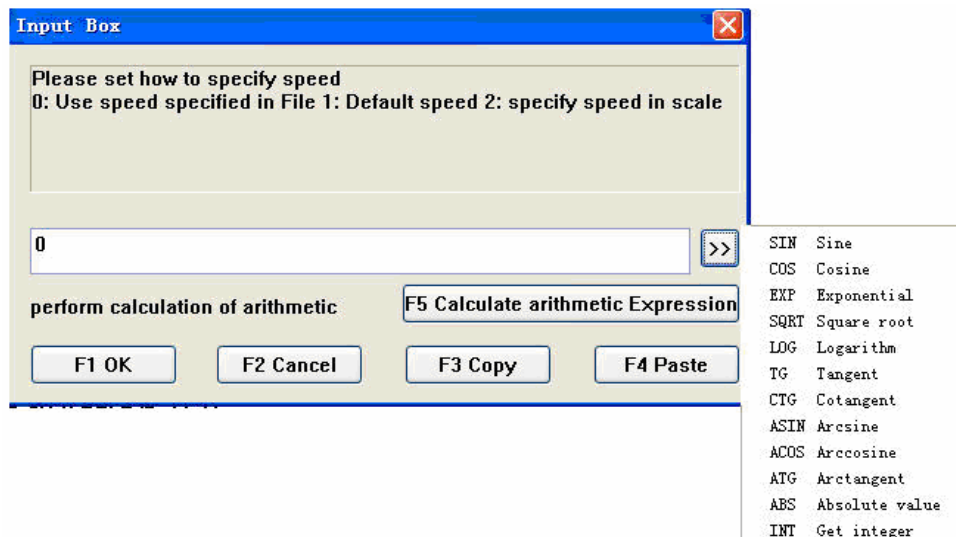 Input Box
Please set how to specify speed
0: Use speed specified in File 1: Default speed 2: specify speed in scale
0
>>
perform calculation of arithmetic
F5 Calculate arithmetic Expression
F1 OK
F2 Cancel
F3 Copy
F4 Paste
SIN Sine
COS Cosine
EXP Exponential
SQRT Square root
LOG Logarithm
TG Tangent
CTG Cotangent
ASIN Arcsine
ACOS Arccosine
ATG Arctangent
ABS Absolute value
INT Get integer